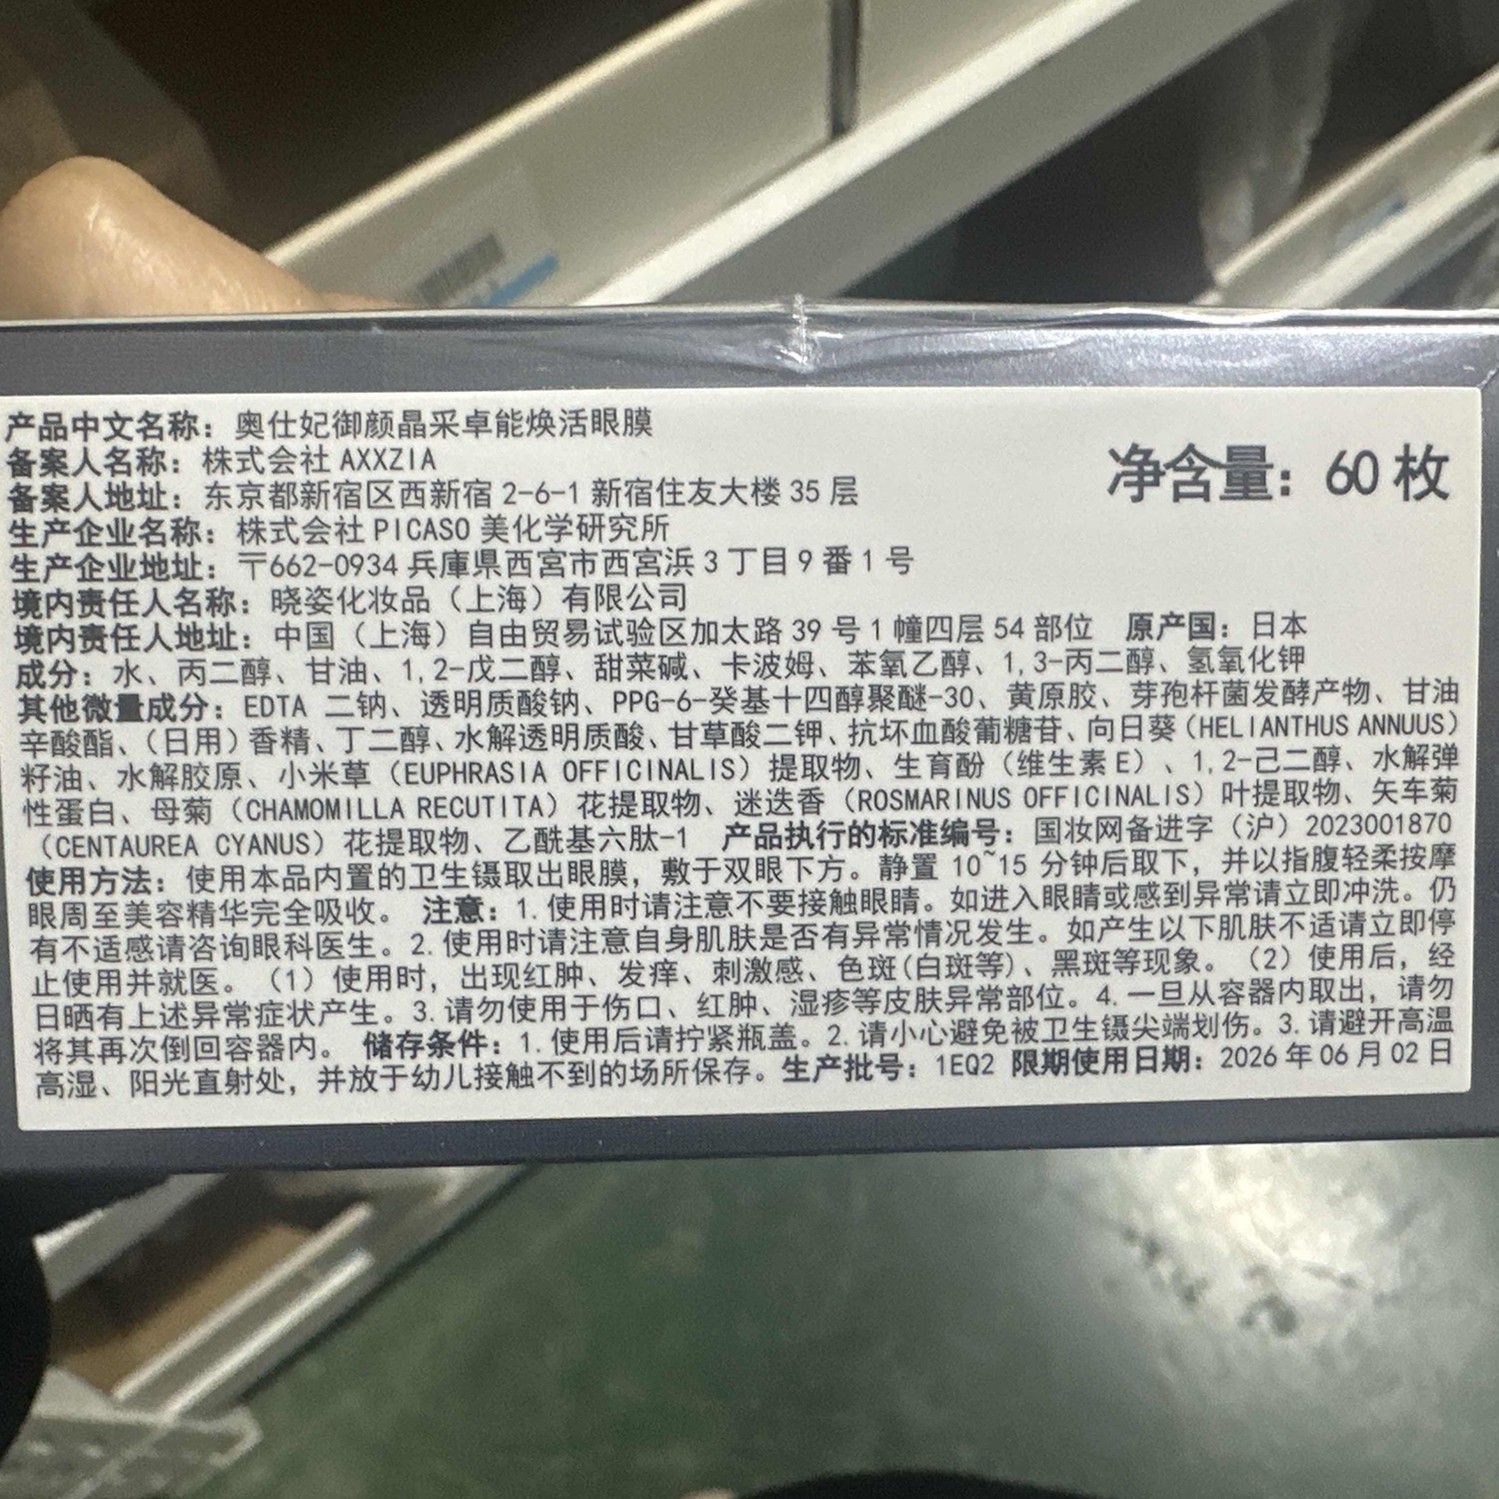 产品中文名称：奥仕妃御颜晶采卓能焕活眼膜
备案人名称：株式会社 AXXZIA
净含量：60 枚
备案人地址：东京都新宿区西新宿 2-6-1 新宿住友大楼 35 层
生产企业名称：株式会社 PICASO 美化学研究所
生产企业地址：〒662-0934 兵庫県西宮市西宮浜 3 丁目 9 番 1 号
境内责任人名称：晓姿化妆品（上海）有限公司
境内责任人地址：中国（上海）自由贸易试验区加太路 39 号 1 幢四层 54 部位 原产国：日本
成分：水、丙二醇、甘油、1,2-戊二醇、甜菜碱、卡波姆、苯氧乙醇、1,3-丙二醇、氢氧化钾
其他微量成分：EDTA 二钠、透明质酸钠、PPG-6-癸基十四醇聚醚-30、黄原胶、芽孢杆菌发酵产物、甘油
辛酸酯、（日用）香精、丁二醇、水解透明质酸、甘草酸二钾、抗坏血酸葡糖苷、向日葵（HELIANTHUS ANNUUS）
籽油、水解胶原、小米草（EUPHRASIA OFFICINALIS）提取物、生育酚（维生素 E）、1,2-己二醇、水解弹
性蛋白、母菊（CHAMOMILLA RECUTITA）花提取物、迷迭香（ROSMARINUS OFFICINALIS）叶提取物、矢车菊
（CENTAUREA CYANUS）花提取物、乙酰基六肽-1 产品执行的标准编号：国妆网备进字（沪）2023001870
使用方法：使用本品内置的卫生镊取出眼膜，敷于双眼下方。静置 10~15 分钟后取下，并以指腹轻柔按摩
眼周至美容精华完全吸收。 注意：1.使用时请注意不要接触眼睛。如进入眼睛或感到异常请立即冲洗。仍
有不适感请咨询眼科医生。2.使用时请注意自身肌肤是否有异常情况发生。如产生以下肌肤不适请立即停
止使用并就医。（1）使用时，出现红肿、发痒、刺激感、色斑(白斑等)、黑斑等现象。（2）使用后，经
日晒有上述异常症状产生。3.请勿使用于伤口、红肿、湿疹等皮肤异常部位。4.一旦从容器内取出，请勿
将其再次倒回容器内。 储存条件：1.使用后请拧紧瓶盖。2.请小心避免被卫生镊尖端划伤。3.请避开高温
高湿、阳光直射处，并放于幼儿接触不到的场所保存。生产批号：1EQ2 限期使用日期：2026 年 06 月 02 日